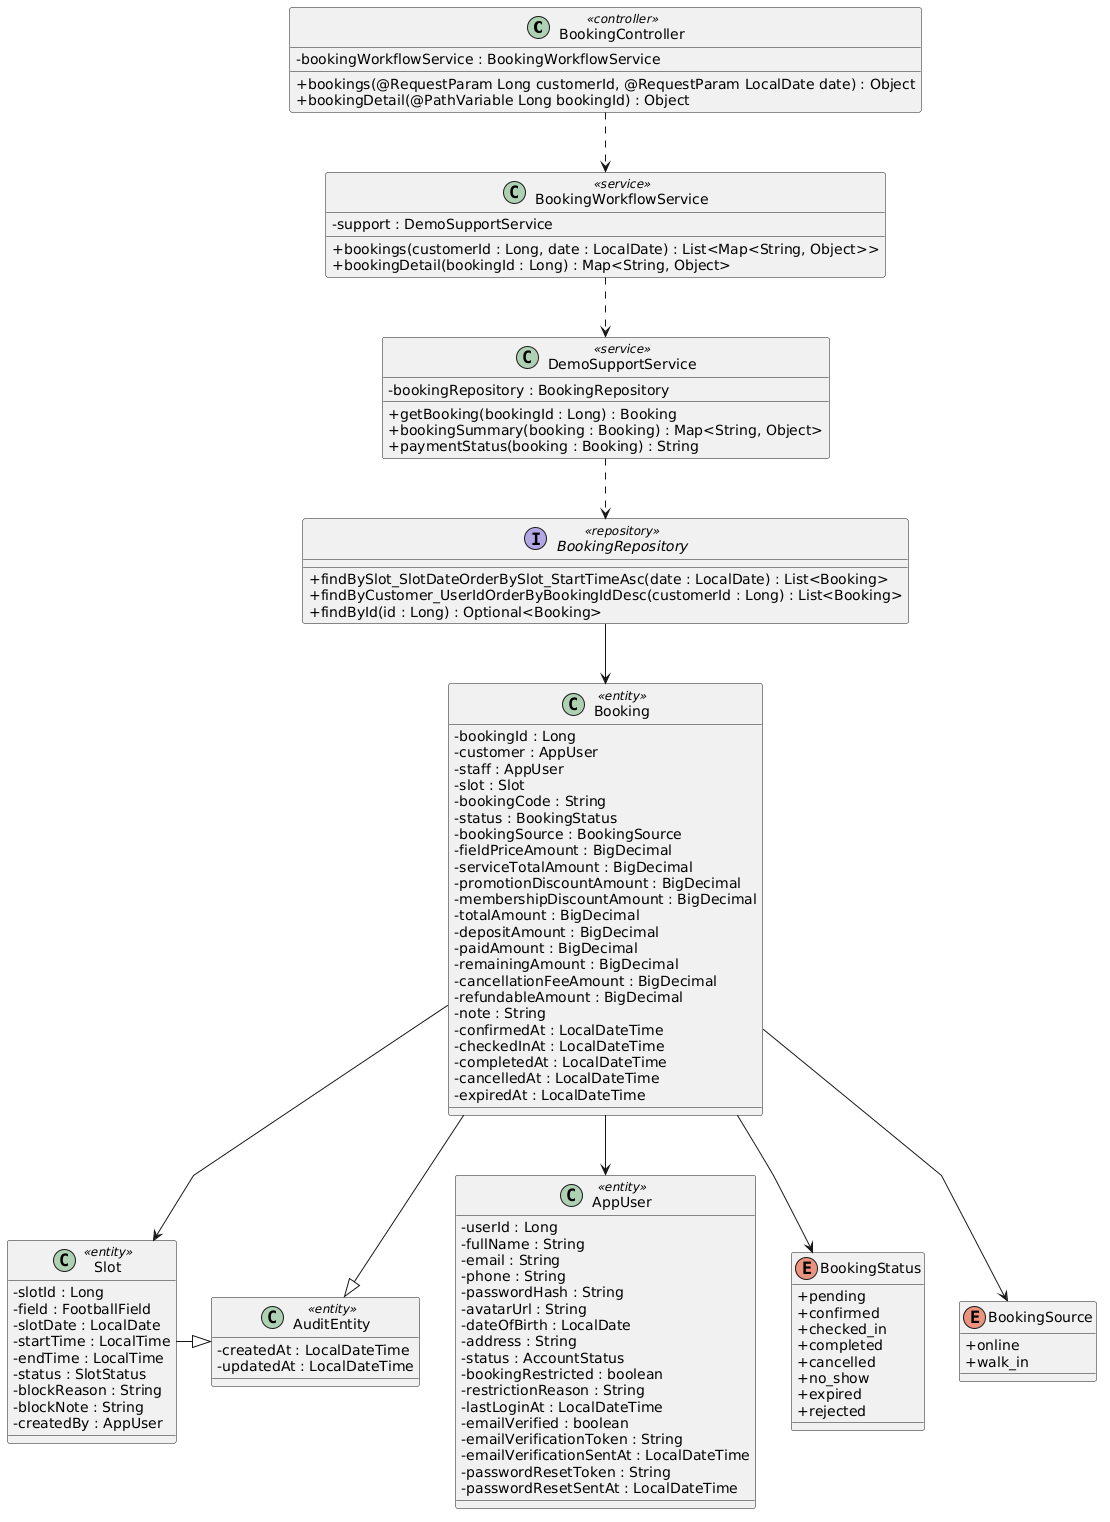 C
<<controller>>
BookingController
-bookingWorkflowService : BookingWorkflowService
+bookings(@RequestParam Long customerId, @RequestParam LocalDate date) : Object
+bookingDetail(@PathVariable Long bookingId) : Object
C
<<service>>
BookingWorkflowService
-support : DemoSupportService
+bookings(customerId : Long, date : LocalDate) : List<Map<String, Object>>
+bookingDetail(bookingId : Long) : Map<String, Object>
C
<<service>>
DemoSupportService
-bookingRepository : BookingRepository
+getBooking(bookingId : Long) : Booking
+bookingSummary(booking : Booking) : Map<String, Object>
+paymentStatus(booking : Booking) : String
I
<<repository>>
BookingRepository
+findBySlot_SlotDateOrderBySlot_StartTimeAsc(date : LocalDate) : List<Booking>
+findByCustomer_UserIdOrderByBookingIdDesc(customerId : Long) : List<Booking>
+findById(id : Long) : Optional<Booking>
C
<<entity>>
Booking
-bookingId : Long
-customer : AppUser
-staff : AppUser
-slot : Slot
-bookingCode : String
-status : BookingStatus
-bookingSource : BookingSource
-fieldPriceAmount : BigDecimal
-serviceTotalAmount : BigDecimal
-promotionDiscountAmount : BigDecimal
-membershipDiscountAmount : BigDecimal
-totalAmount : BigDecimal
-depositAmount : BigDecimal
-paidAmount : BigDecimal
-remainingAmount : BigDecimal
-cancellationFeeAmount : BigDecimal
-refundableAmount : BigDecimal
-note : String
-confirmedAt : LocalDateTime
-checkedInAt : LocalDateTime
-completedAt : LocalDateTime
-cancelledAt : LocalDateTime
-expiredAt : LocalDateTime
C
<<entity>>
Slot
-slotId : Long
-field : FootballField
-slotDate : LocalDate
-startTime : LocalTime
-endTime : LocalTime
-status : SlotStatus
-blockReason : String
-blockNote : String
-createdBy : AppUser
C
<<entity>>
AuditEntity
-createdAt : LocalDateTime
-updatedAt : LocalDateTime
C
<<entity>>
AppUser
-userId : Long
-fullName : String
-email : String
-phone : String
-passwordHash : String
-avatarUrl : String
-dateOfBirth : LocalDate
-address : String
-status : AccountStatus
-bookingRestricted : boolean
-restrictionReason : String
-lastLoginAt : LocalDateTime
-emailVerified : boolean
-emailVerificationToken : String
-emailVerificationSentAt : LocalDateTime
-passwordResetToken : String
-passwordResetSentAt : LocalDateTime
E BookingStatus
+pending
+confirmed
+checked_in
+completed
+cancelled
+no_show
+expired
+rejected
E BookingSource
+online
+walk_in